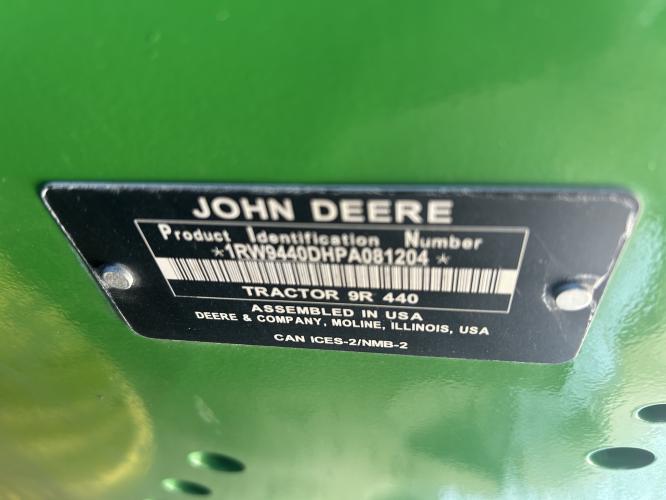 JOHN DEERE
Product Identification Number
*1RW9440DHPA081204*
TRACTOR 9R 440
ASSEMBLED IN USA
DEERE & COMPANY, MOLINE, ILLINOIS, USA
CAN ICES-2/NMB-2